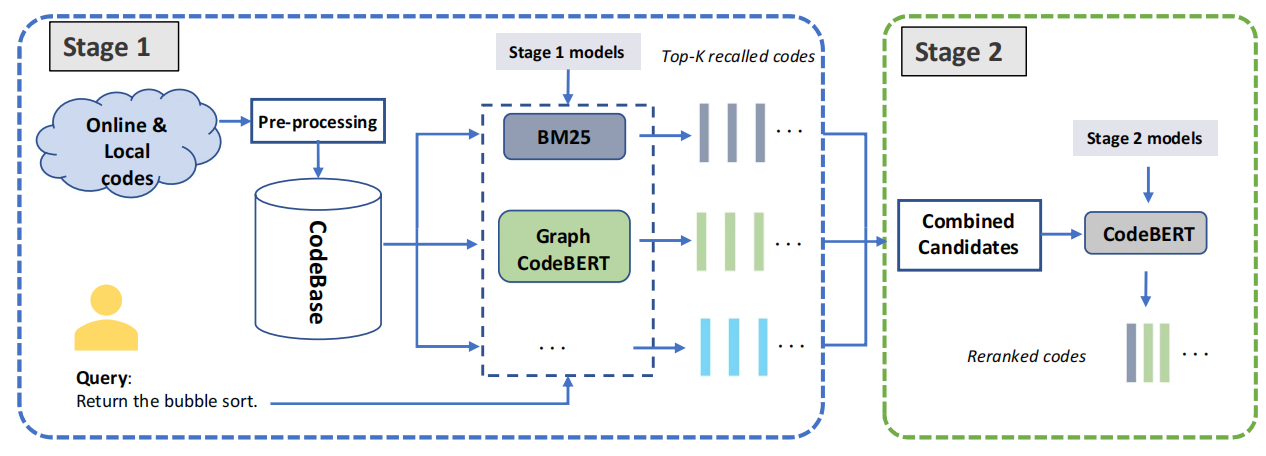 Stage 1
Online &
Local
codes
Pre-processing
CodeBase
Query:
Return the bubble sort.
Stage 1 models
BM25
Graph
CodeBERT
...
Top-K recalled codes
...
...
...
Stage 2
Combined
Candidates
Stage 2 models
CodeBERT
Reranked codes
...